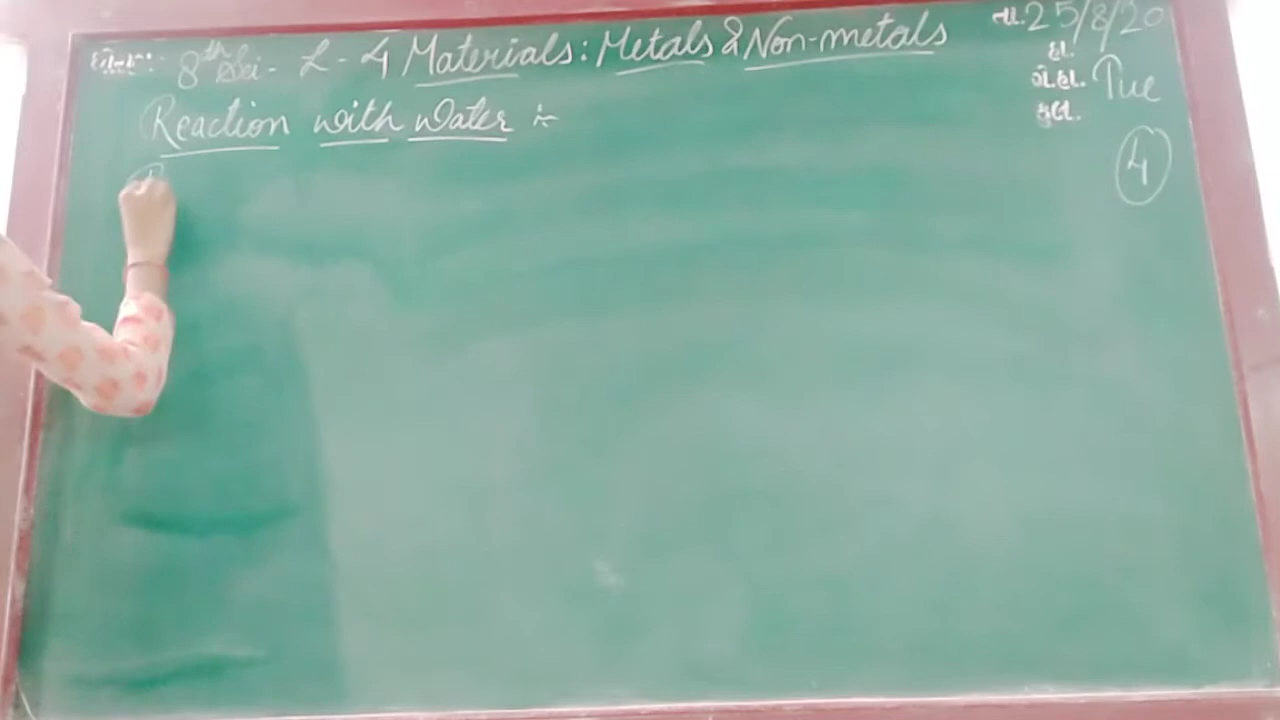 8th Sci - L - 4 Materials: Metals & Non-metals
તા. 25/8/20
Reaction with Water :-
Tue
4